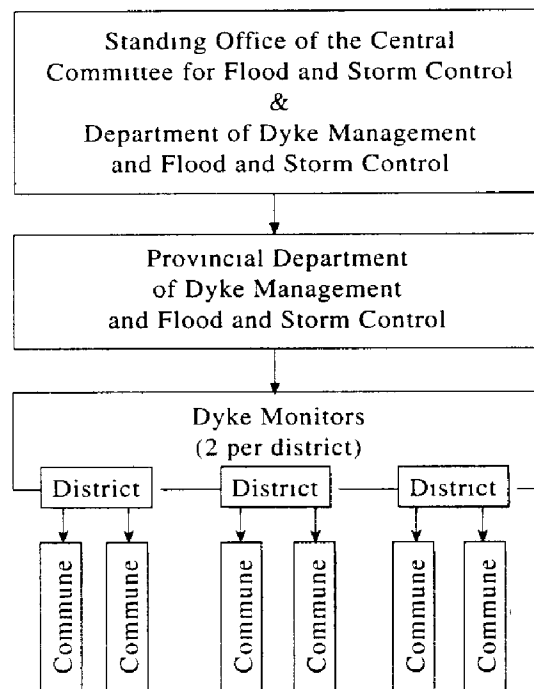 Standing Office of the Central
Committee for Flood and Storm Control
&
Department of Dyke Management
and Flood and Storm Control
Provincial Department
of Dyke Management
and Flood and Storm Control
Dyke Monitors
(2 per district)
District
District
District
Commune
Commune
Commune
Commune
Commune
Commune